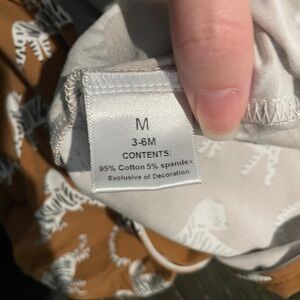 M
3-6M
CONTENTS:
95% Cotton 5% spandex
Exclusive of Decoration